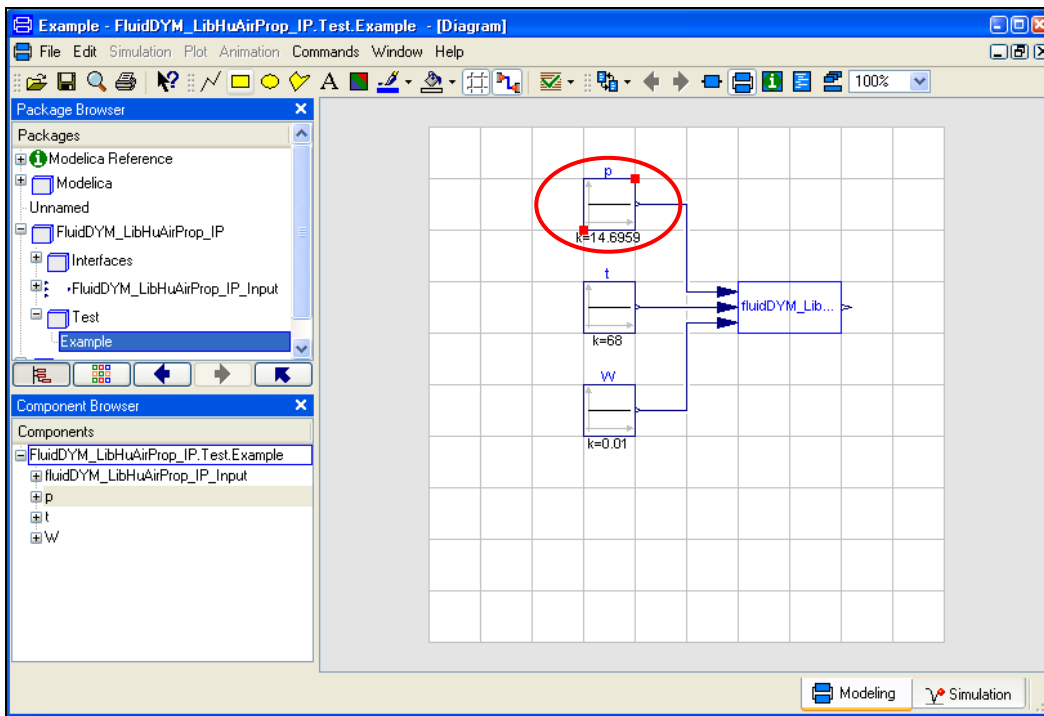 Example - FluidDYM_LibHuAirProp_IP.Test.Example - [Diagram]
File Edit Simulation Plot Animation Commands Window Help
A 100%
Package Browser
Packages
Modelica Reference
Modelica
Unnamed
FluidDYM_LibHuAirProp_IP
Interfaces
FluidDYM_LibHuAirProp_IP_Input
Test
Example
Component Browser
Components
FluidDYM_LibHuAirProp_IP.Test.Example
fluidDYM_LibHuAirProp_IP_Input
p
t
W
p
k=14.6959
t
k=68
fluidDYM_Lib...
W
k=0.01
Modeling Simulation